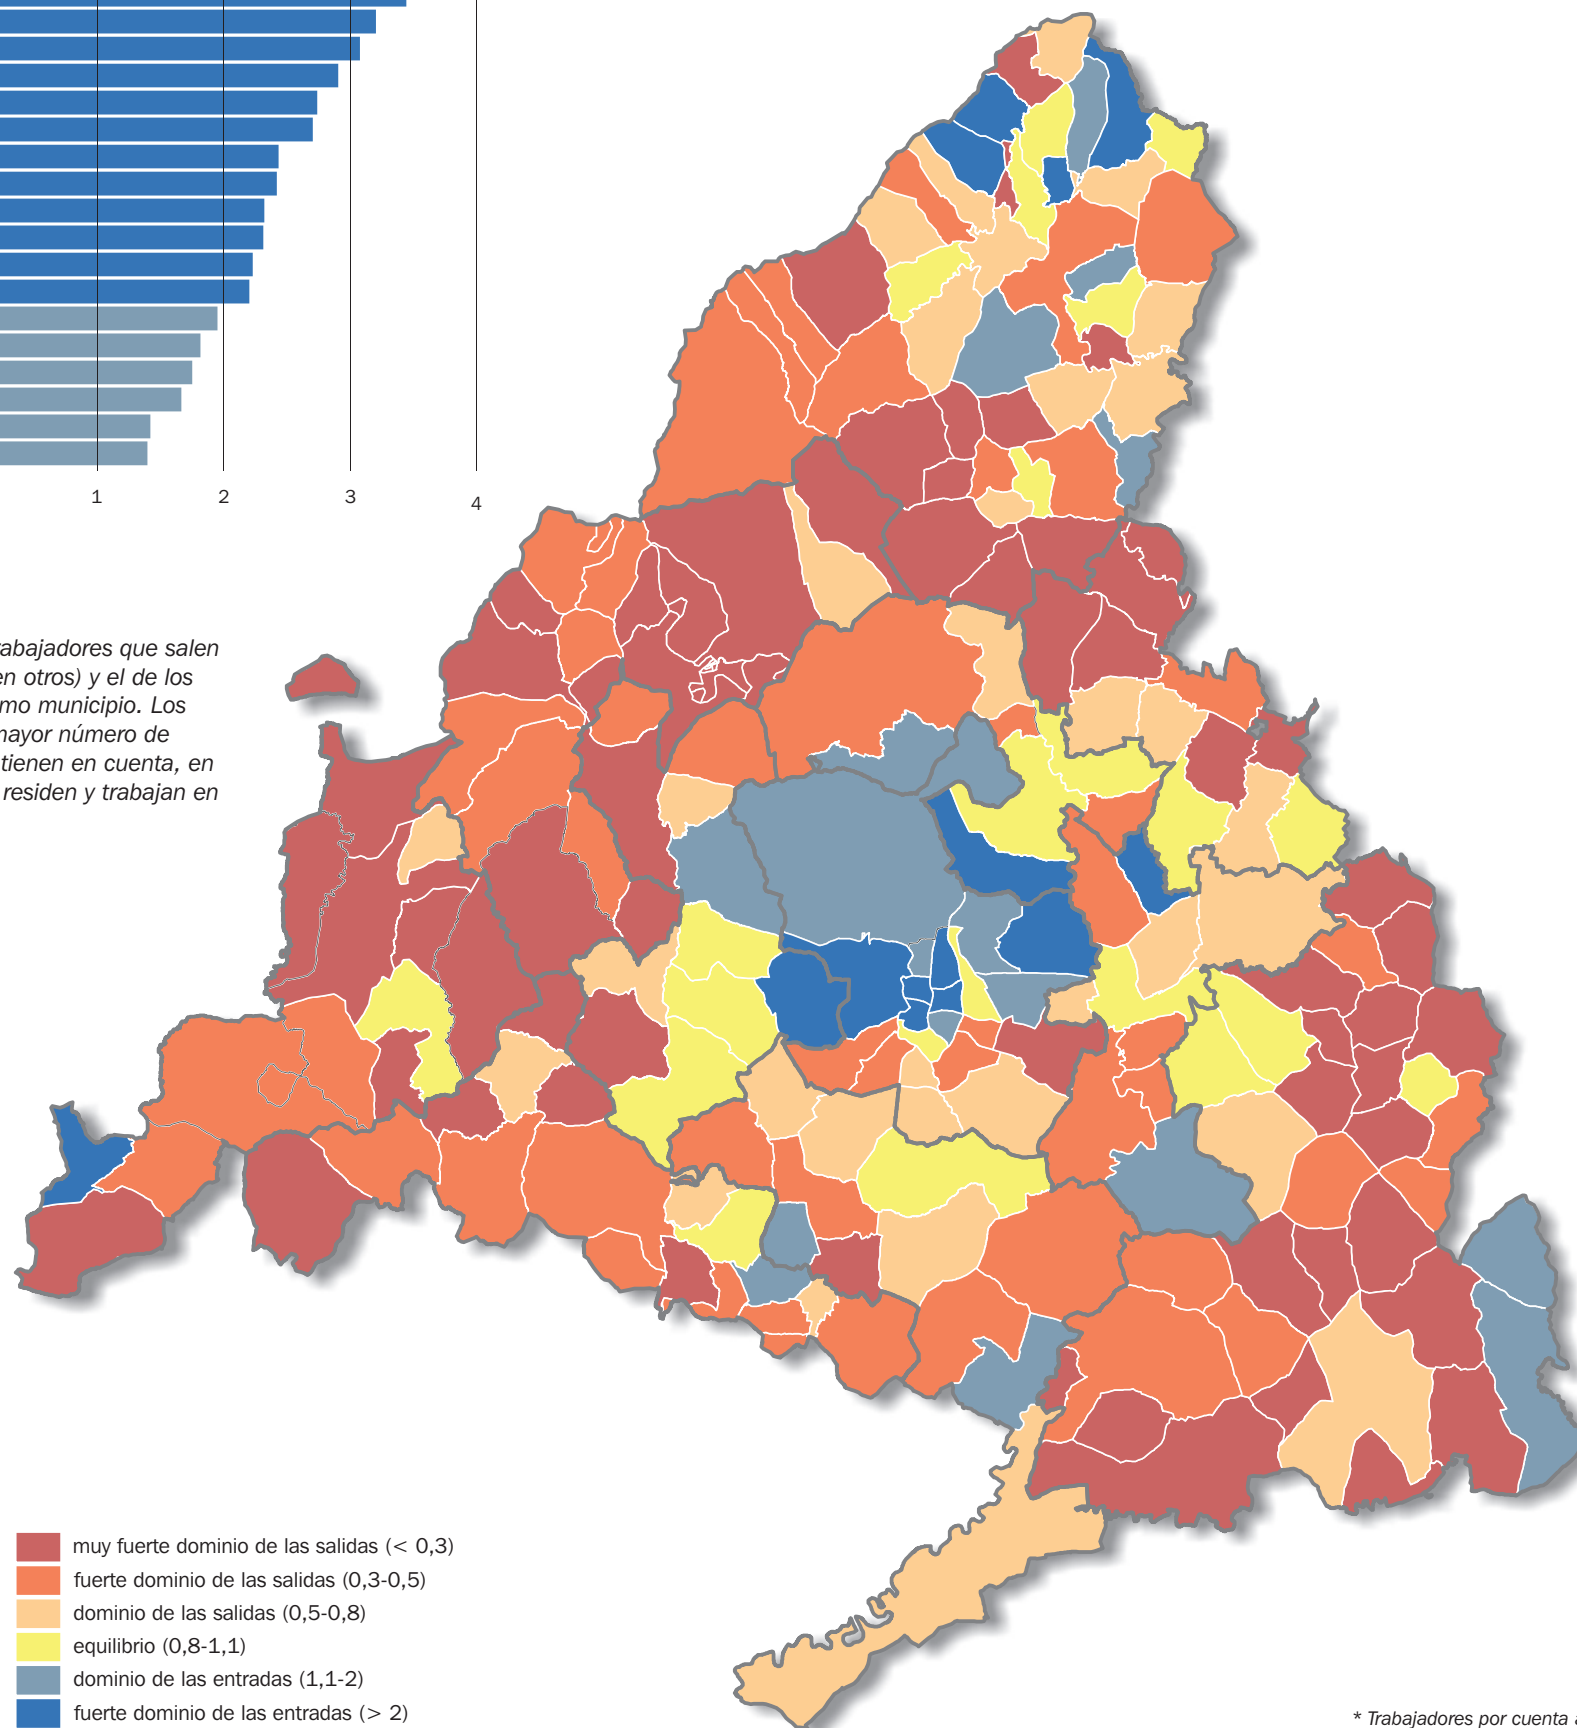 1
2
3
4
rabajadores que salen
en otros) y el de los
mo municipio. Los
mayor número de
tienen en cuenta, en
residen y trabajan en
muy fuerte dominio de las salidas (< 0,3)
fuerte dominio de las salidas (0,3-0,5)
dominio de las salidas (0,5-0,8)
equilibrio (0,8-1,1)
dominio de las entradas (1,1-2)
fuerte dominio de las entradas (> 2)
* Trabajadores por cuenta a